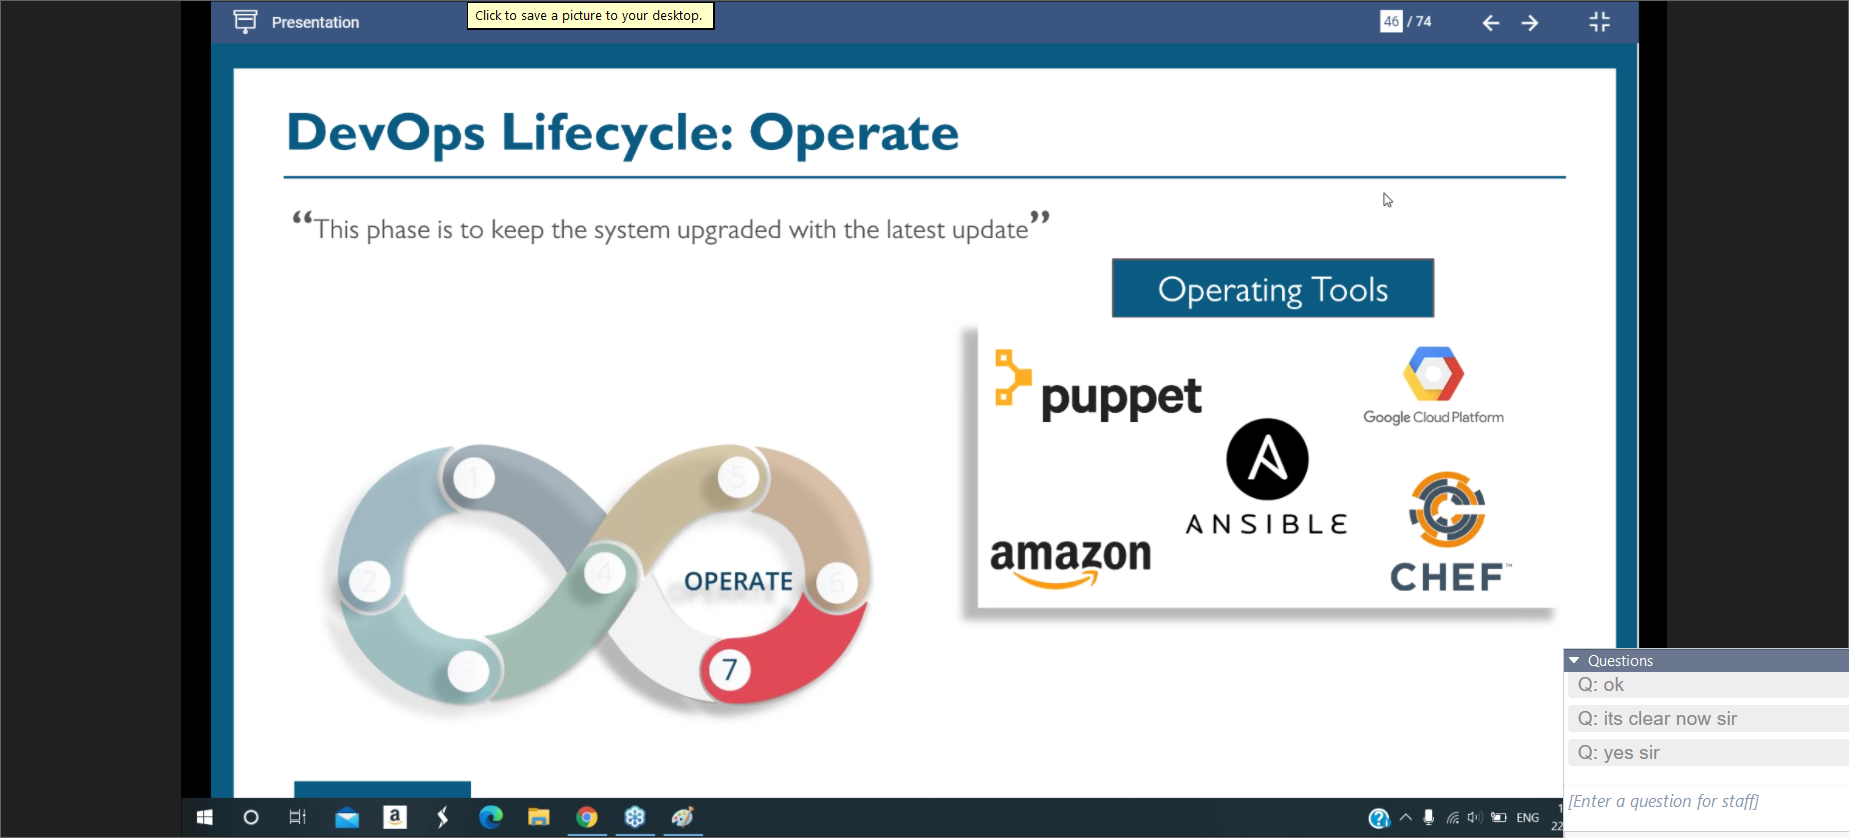 Presentation
Click to save a picture to your desktop.
46 / 74
DevOps Lifecycle: Operate
“This phase is to keep the system upgraded with the latest update”
Operating Tools
puppet
Google Cloud Platform
ANSIBLE
amazon
CHEF™
1
5
2
4
OPERATE
6
3
7
Questions
Q: ok
Q: its clear now sir
Q: yes sir
[Enter a question for staff]
a
ENG
22